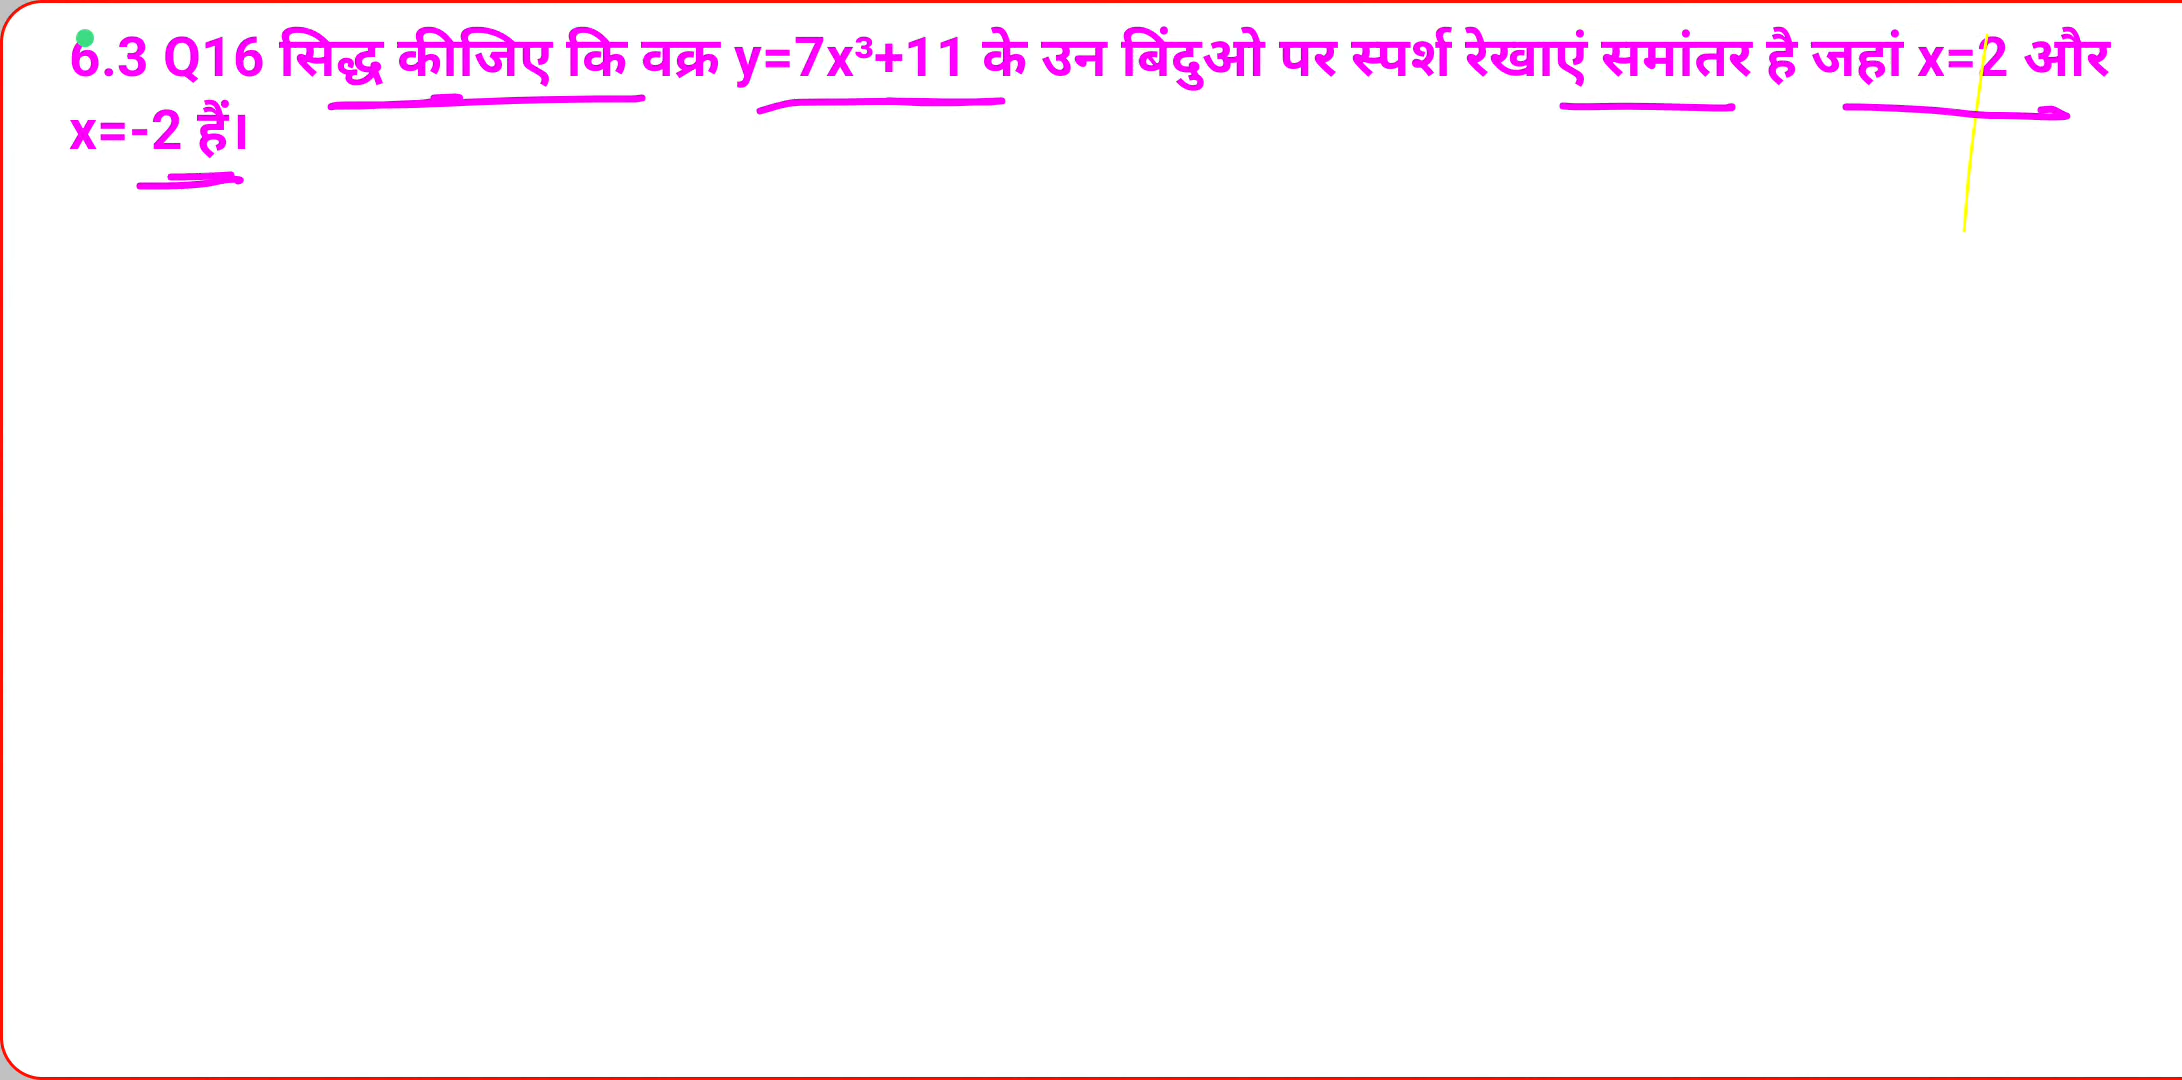 6.3 Q16 सिद्ध कीजिए कि वक्र y=7x³+11 के उन बिंदुओ पर स्पर्श रेखाएं समांतर है जहां x=2 और
x=-2 हैं।